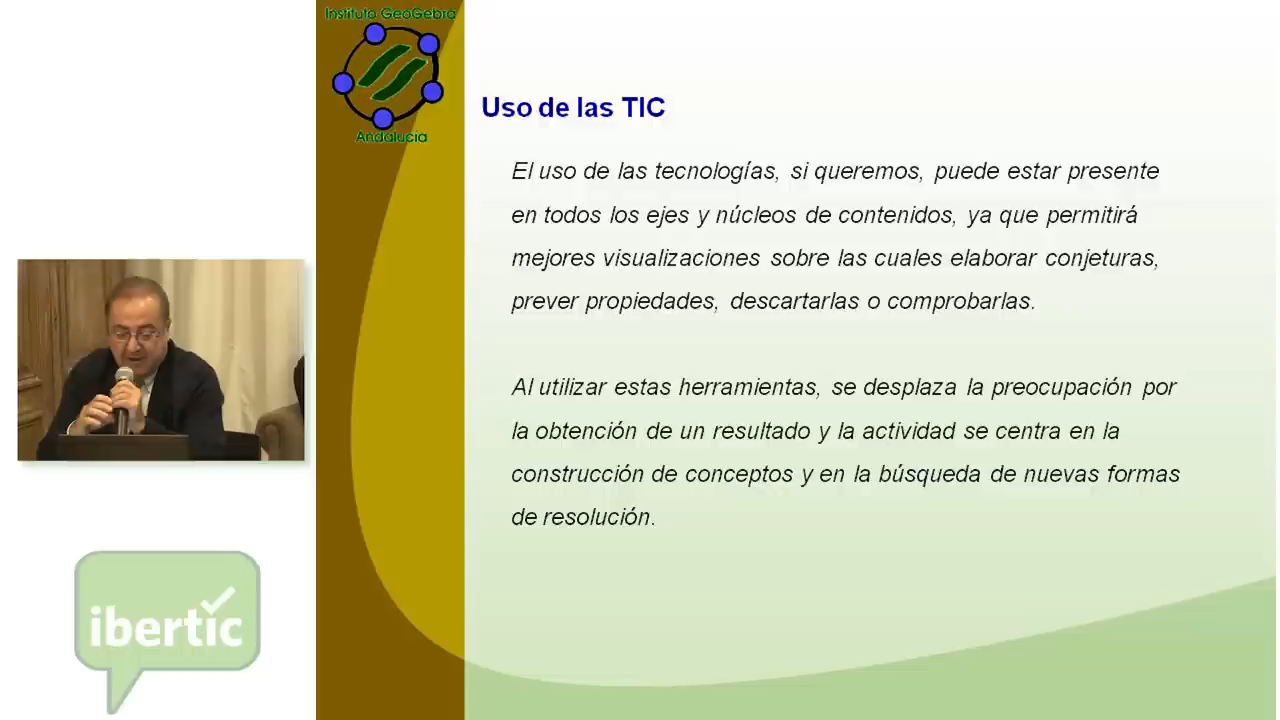 Instituto GeoGebra
Andalucia
Uso de las TIC
El uso de las tecnologías, si queremos, puede estar presente
en todos los ejes y núcleos de contenidos, ya que permitirá
mejores visualizaciones sobre las cuales elaborar conjeturas,
prever propiedades, descartarlas o comprobarlas.
Al utilizar estas herramientas, se desplaza la preocupación por
la obtención de un resultado y la actividad se centra en la
construcción de conceptos y en la búsqueda de nuevas formas
de resolución.
ibertic